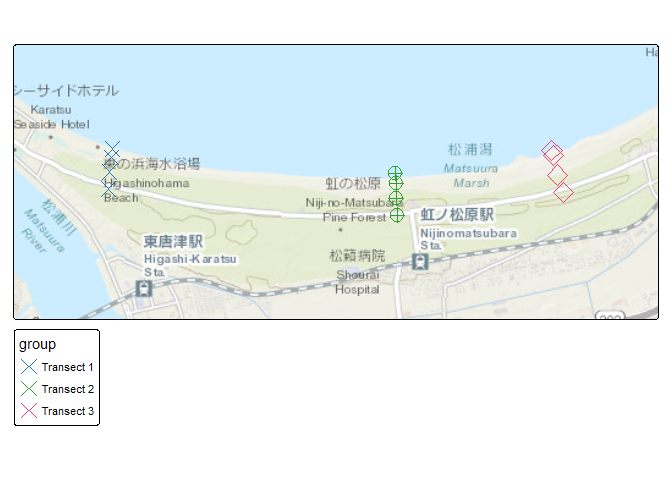 Ha
シーサイドホテル
Karatsu
Seaside Hotel
の浜海水浴場
Higashinohama
Beach
松浦川
Matsuura
River
東唐津駅
Higashi-Karatsu
Sta.
虹の松原
Niji-no-Matsubara
Pine Forest
松浦潟
Matsuura
Marsh
虹ノ松原駅
Nijinomatsubara
Sta.
松籟病院
Shourai
Hospital
group
Transect 1
Transect 2
Transect 3